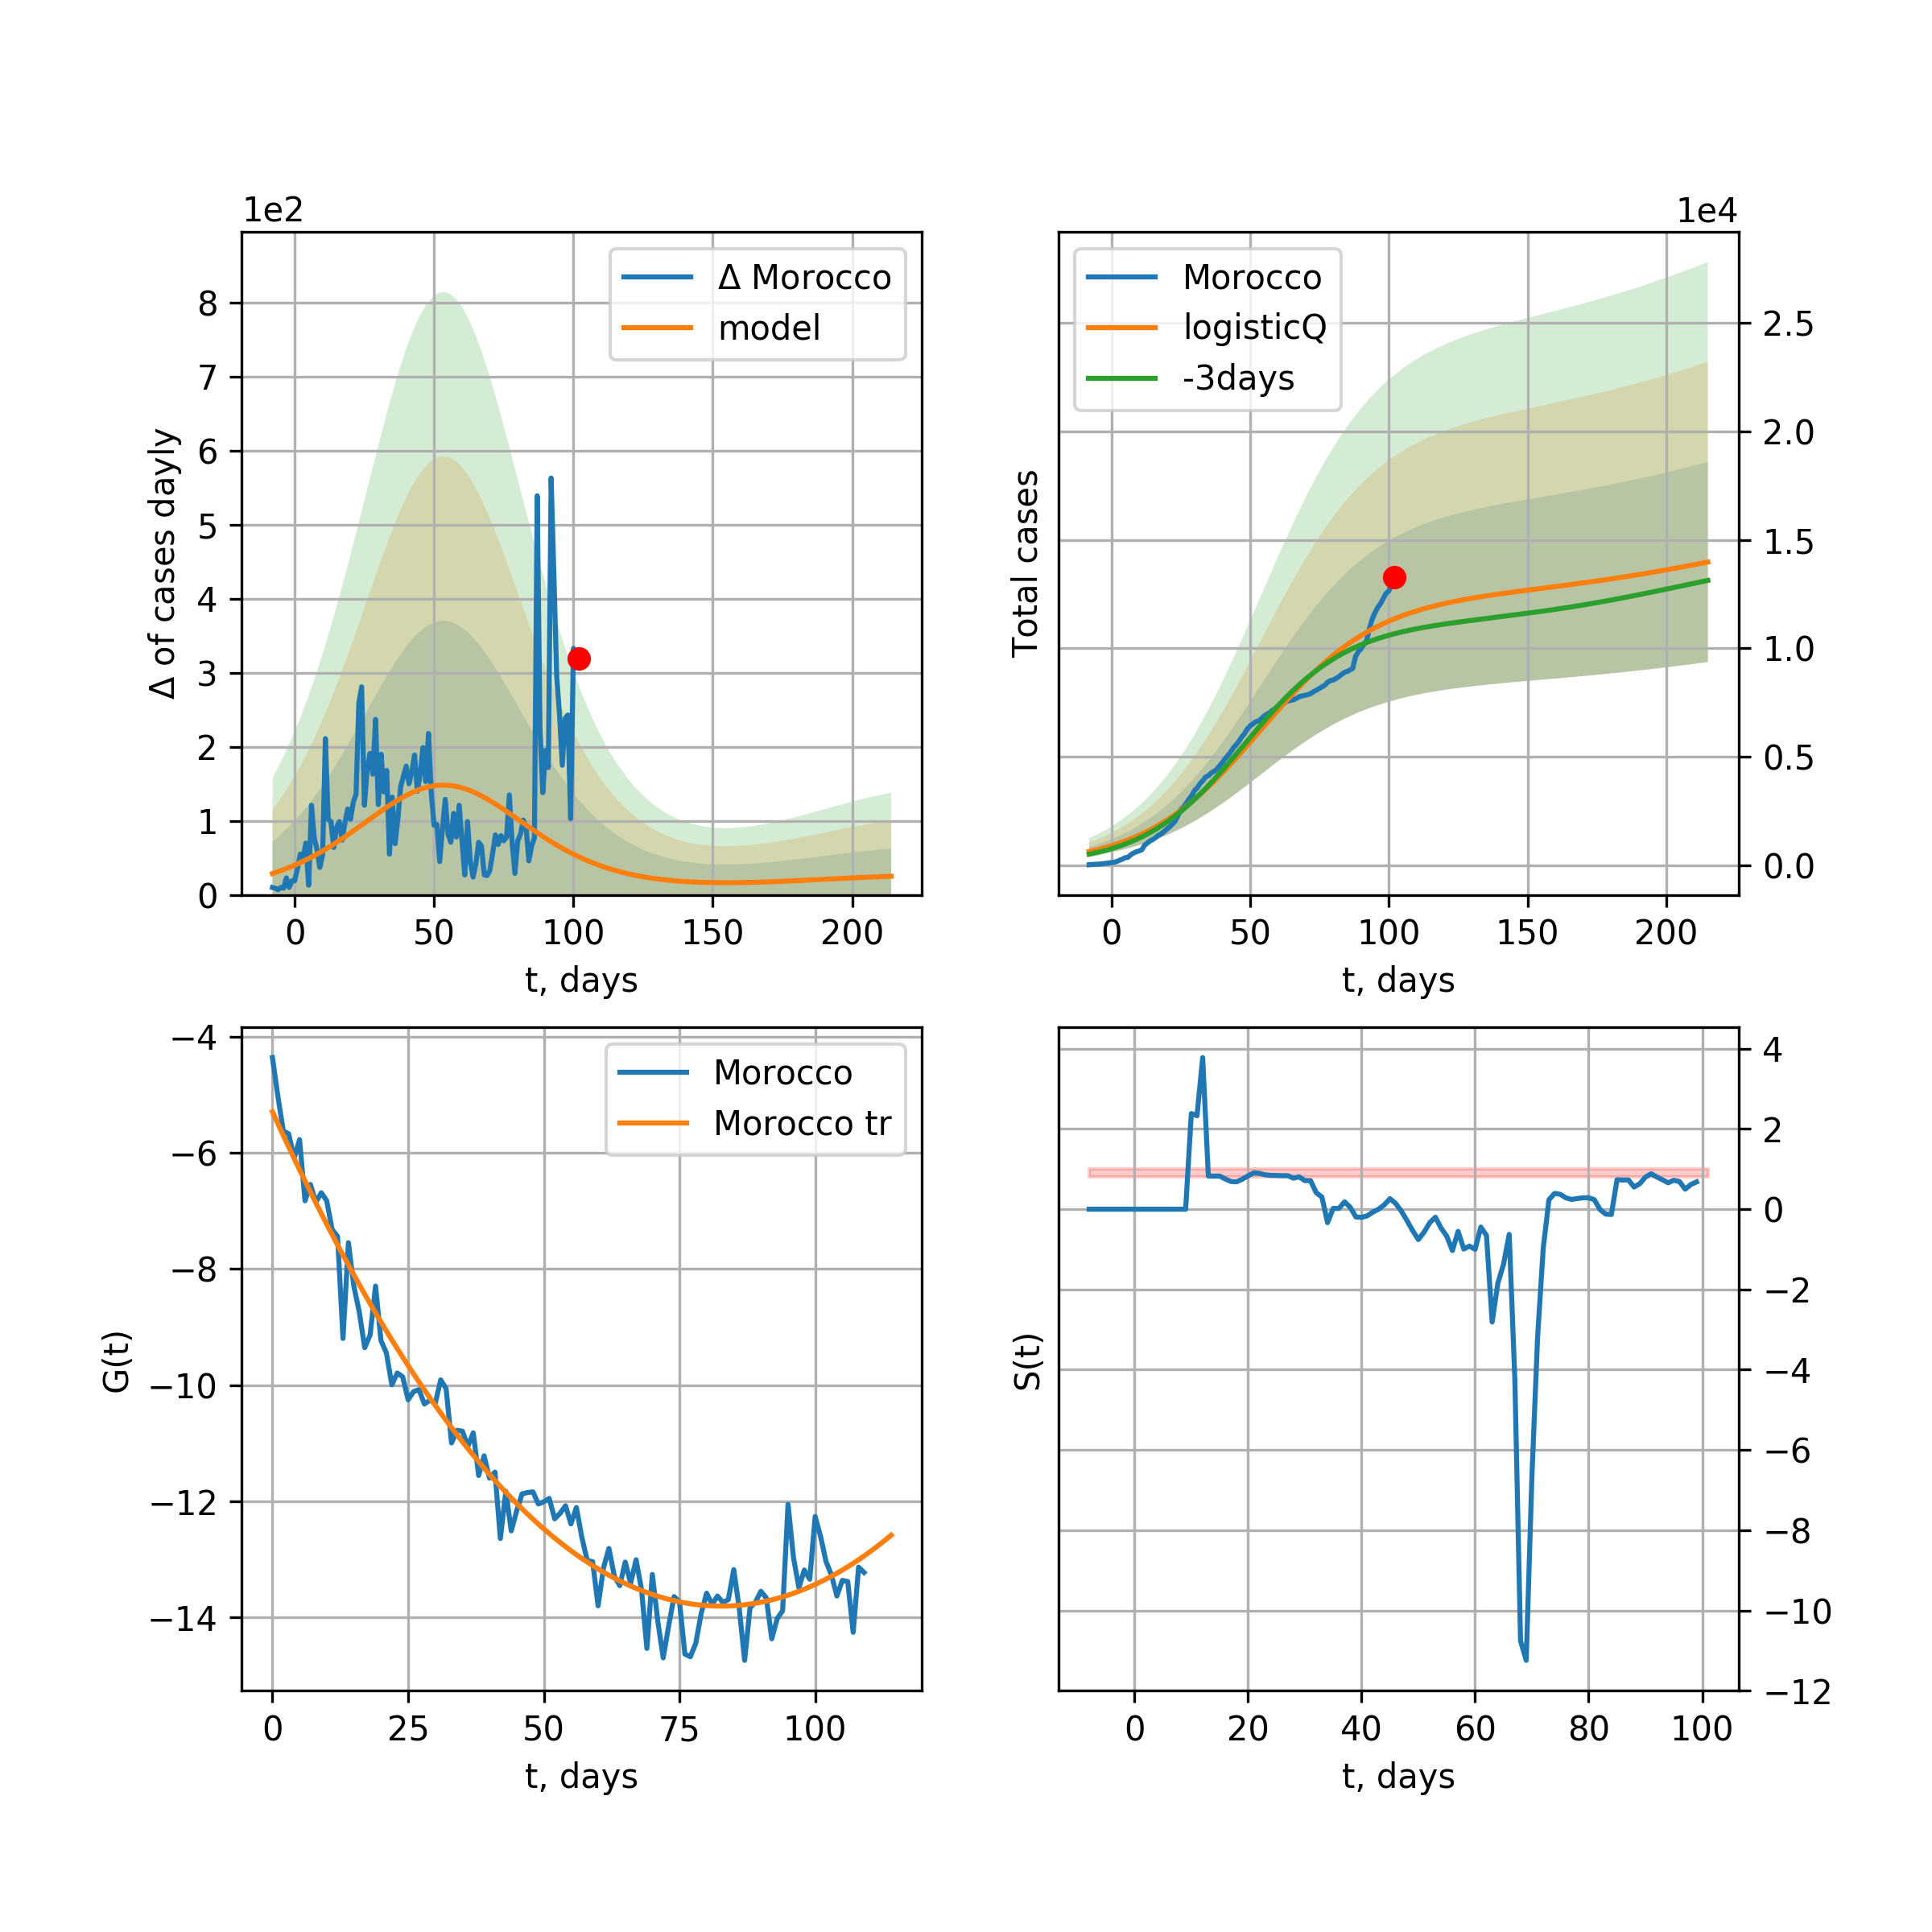 1e2
Δ of cases dayly
8
7
6
5
4
3
2
1
0
Δ Morocco
model
0 50 100 150 200
t, days
1e4
Total cases
Morocco
logisticQ
-3days
2.5
2.0
1.5
1.0
0.5
0.0
0 50 100 150 200
t, days
G(t)
−4
−6
−8
−10
−12
−14
Morocco
Morocco tr
0 25 50 75 100
t, days
S(t)
4
2
0
−2
−4
−6
−8
−10
−12
0 20 40 60 80 100
t, days